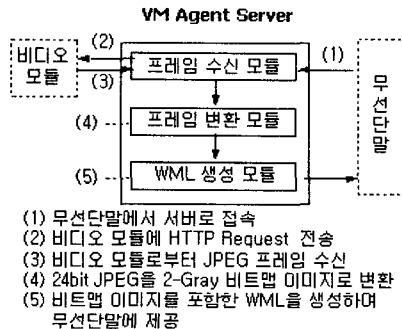 VM Agent Server
(2)
(1)
비디오
모듈
프레임 수신 모듈
(3)
무선단말
(4)
프레임 변환 모듈
(5)
WML 생성 모듈
(1) 무선단말에서 서버로 접속
(2) 비디오 모듈에 HTTP Request 전송
(3) 비디오 모듈로부터 JPEG 프레임 수신
(4) 24bit JPEG을 2-Gray 비트맵 이미지로 변환
(5) 비트맵 이미지를 포함한 WML을 생성하여
무선단말에 제공